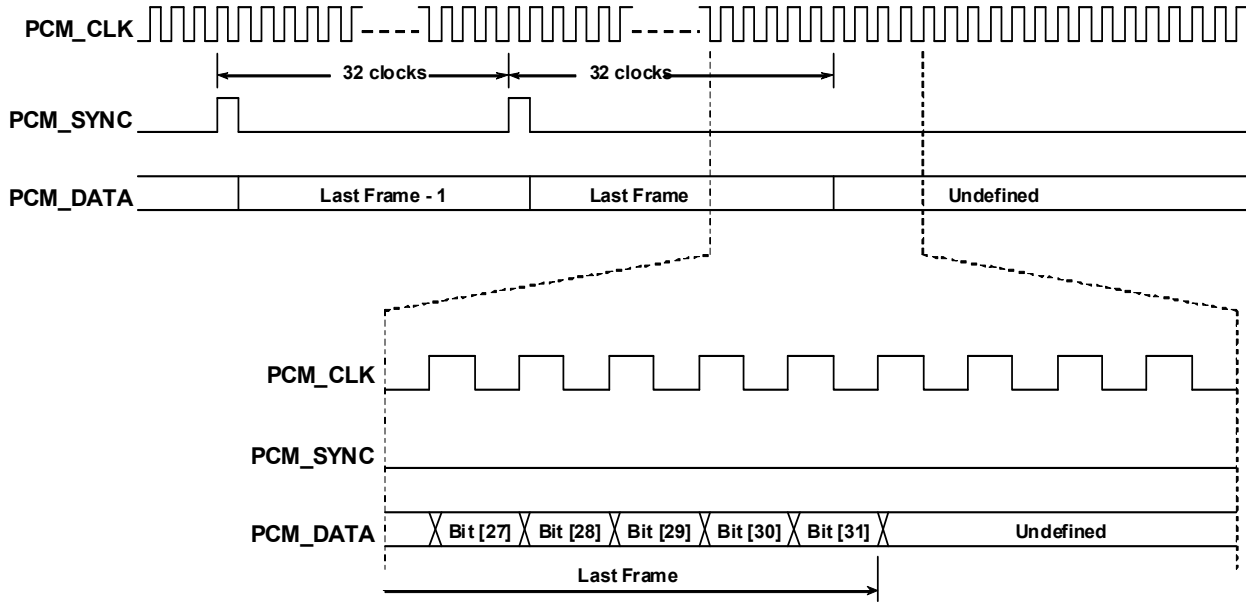 PCM_CLK
32 clocks 32 clocks
PCM_SYNC
PCM_DATA Last Frame - 1 Last Frame Undefined
PCM_CLK
PCM_SYNC
PCM_DATA Bit [27] Bit [28] Bit [29] Bit [30] Bit [31] Undefined
Last Frame